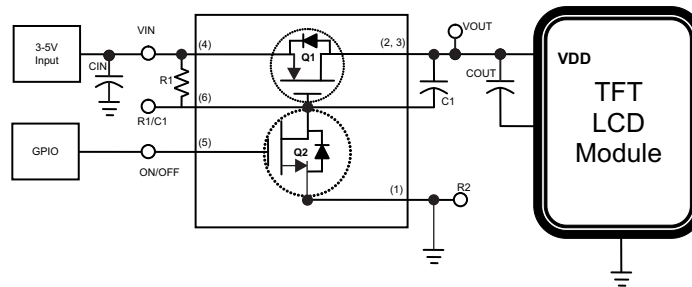 VOUT
VIN
3-5V
Input
(4)
(2, 3)
Q1
CIN
R1
COUT
VDD
C1
TFT
LCD
Module
(6)
R1/C1
GPIO
(5)
Q2
ON/OFF
(1)
R2